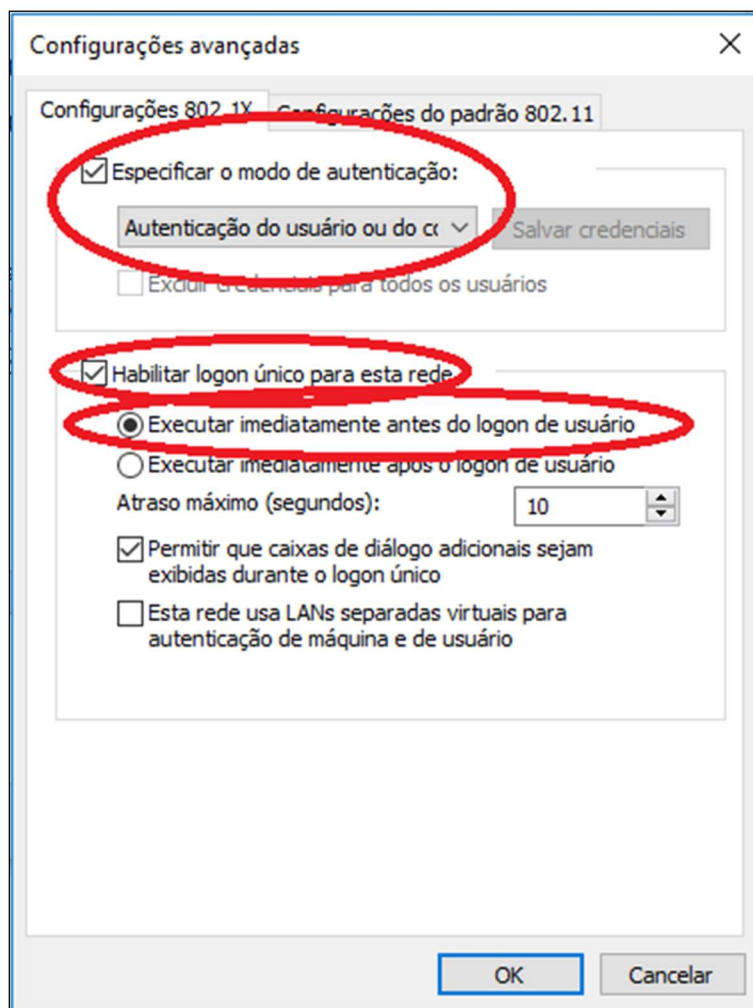 Configurações avançadas
Configurações 802.1X
Configurações do padrão 802.11
Especificar o modo de autenticação:
Autenticação do usuário ou do co
Salvar credenciais
Excluir credenciais para todos os usuários
Habilitar logon único para esta rede
Executar imediatamente antes do logon de usuário
Executar imediatamente após o logon de usuário
Atraso máximo (segundos):
10
Permitir que caixas de diálogo adicionais sejam
exibidas durante o logon único
Esta rede usa LANs separadas virtuais para
autenticação de máquina e de usuário
OK
Cancelar